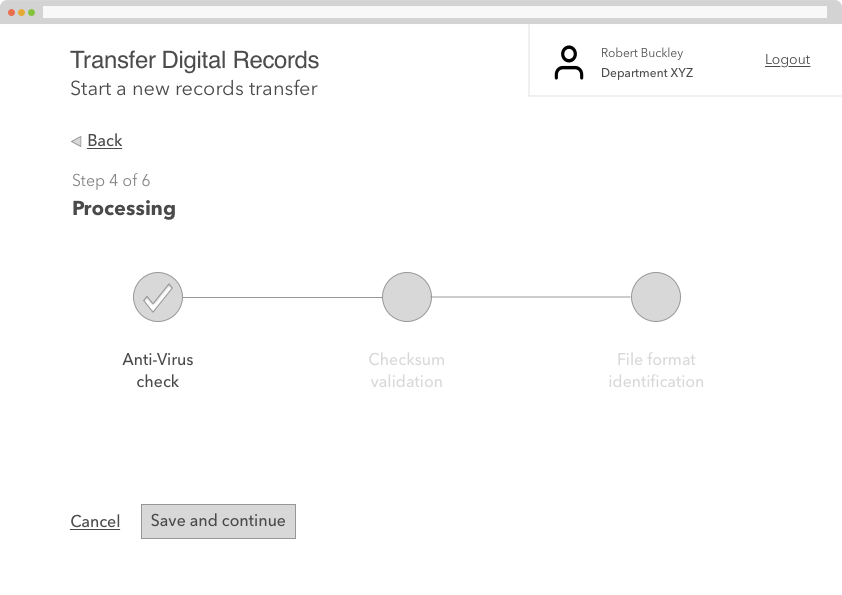 Transfer Digital Records
Start a new records transfer
Robert Buckley
Department XYZ
Logout
Back
Step 4 of 6
Processing
Anti-Virus
check
Checksum
validation
File format
identification
Cancel
Save and continue